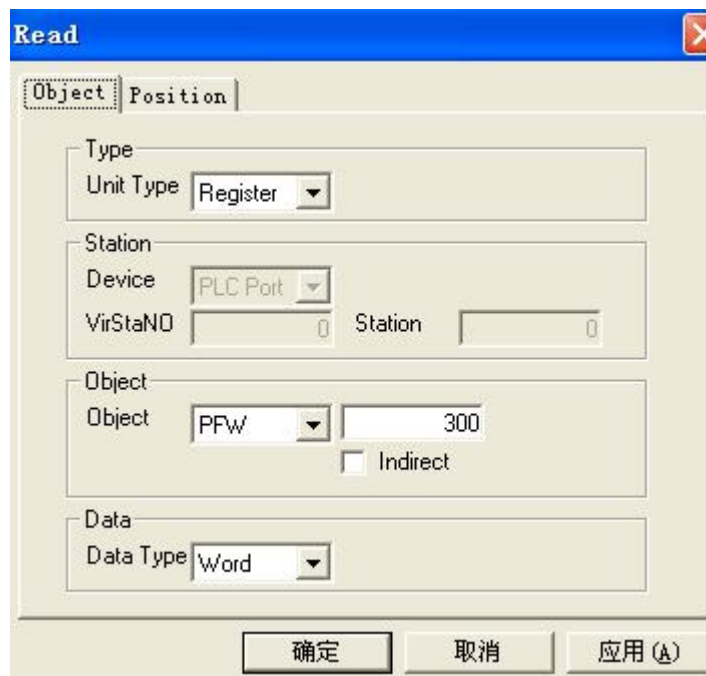 Read
Object Position
Type
Unit Type Register
Station
Device PLC Port
VirStaNO 0 Station 0
Object
Object PFW 300
Indirect
Data
Data Type Word
确定 取消 应用(A)